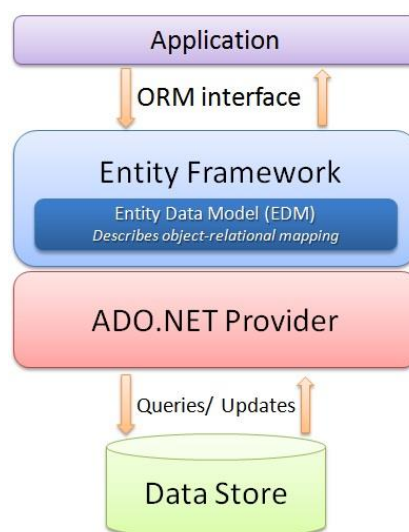 Application
ORM interface
Entity Framework
Entity Data Model (EDM)
Describes object-relational mapping
ADO.NET Provider
Queries/ Updates
Data Store